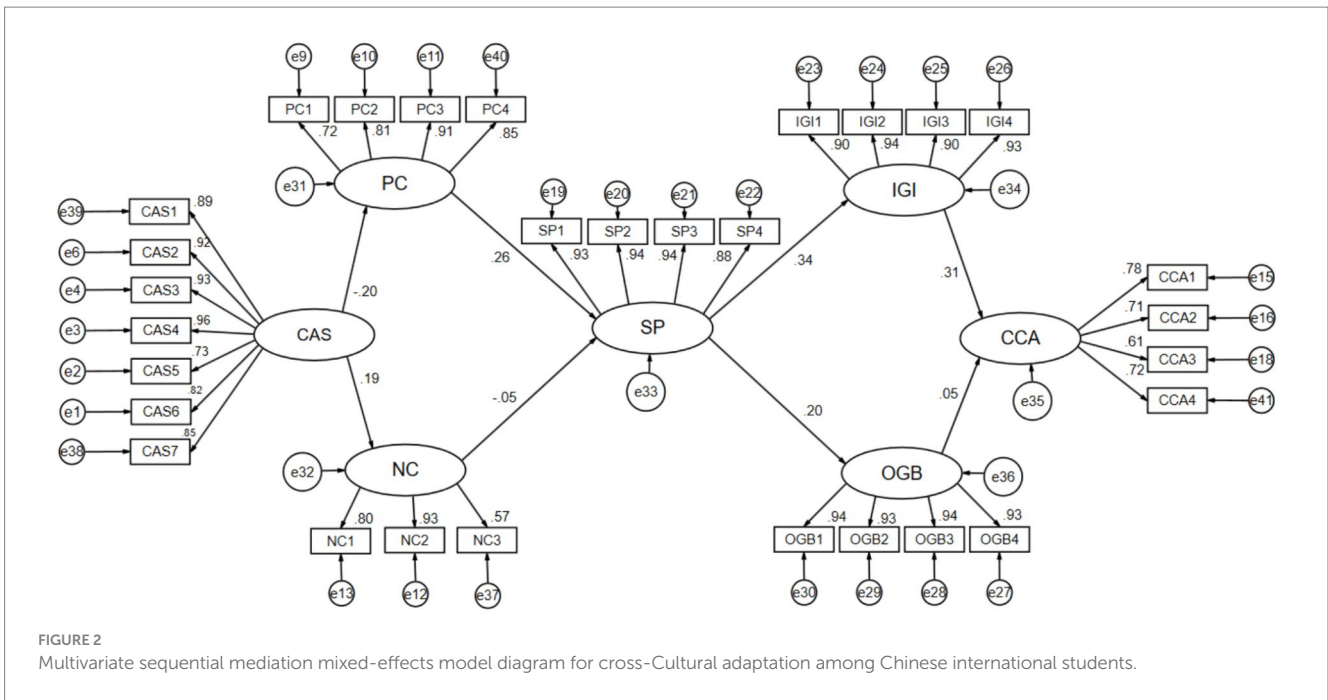 e9 e10 e11 e40
PC1 PC2 PC3 PC4
.72 .81 .91 .85
e31 PC
e23 e24 e25 e26
IGI1 IGI2 IGI3 IGI4
.90 .94 .90 .93
IGI e34
e39 CAS1 .89
e6 CAS2 .92
e4 CAS3 .93
e3 CAS4 .96
e2 CAS5 .73
e1 CAS6 .82
e38 CAS7 .85
CAS
-.20
.19
e19 e20 e21 e22
SP1 SP2 SP3 SP4
.93 .94 .94 .88
.26
.34
SP
e33
-.05
.20
.31
.05
CCA
e35
.78 CCA1 e15
.71 CCA2 e16
.61 CCA3 e18
.72 CCA4 e41
e32 NC
.80 .93 .57
NC1 NC2 NC3
e13 e12 e37
OGB e36
.94 .93 .94 .93
OGB1 OGB2 OGB3 OGB4
e30 e29 e28 e27
FIGURE 2
Multivariate sequential mediation mixed-effects model diagram for cross-Cultural adaptation among Chinese international students.